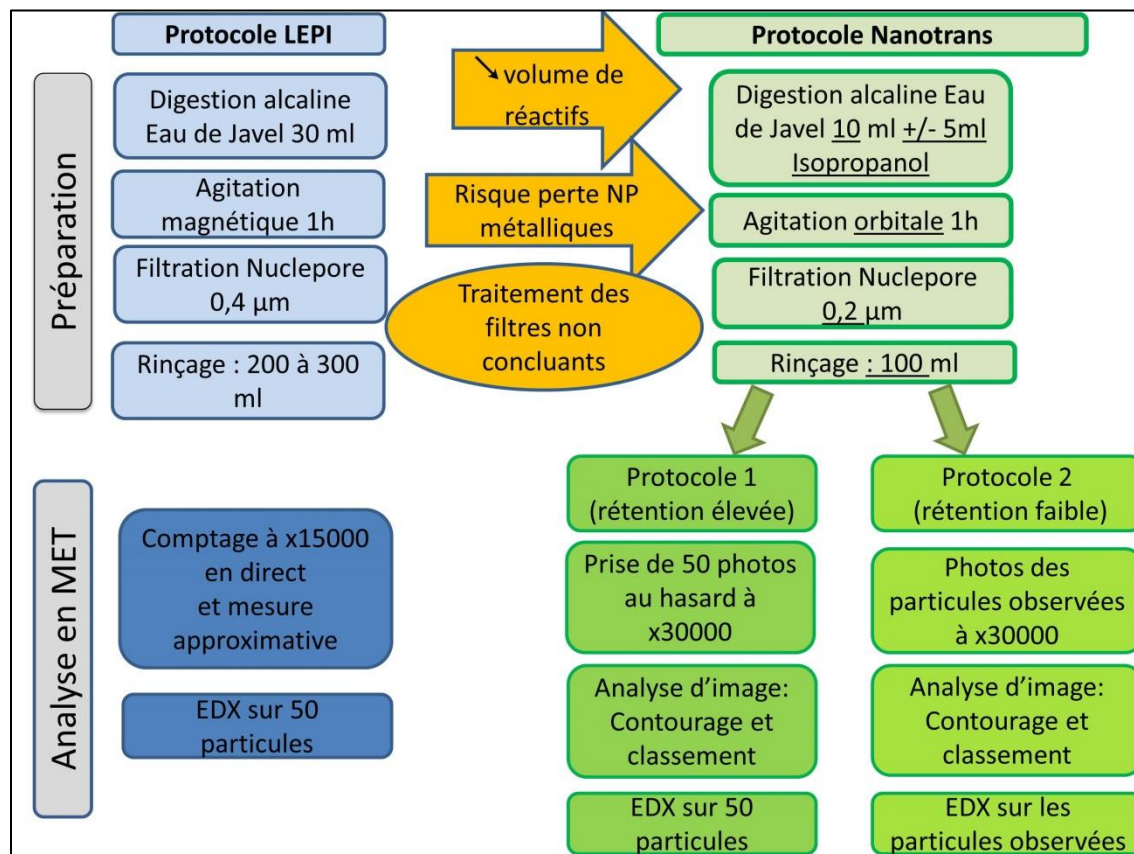 Protocole LEPI
Préparation
Digestion alcaline
Eau de Javel 30 ml
Agitation
magnétique 1h
Filtration Nuclepore
0,4 µm
Rinçage : 200 à 300
ml
↘ volume de
réactifs
Risque perte NP
métalliques
Traitement des
filtres non
concluants
Protocole Nanotrans
Digestion alcaline Eau
de Javel 10 ml +/- 5ml
Isopropanol
Agitation orbitale 1h
Filtration Nuclepore
0,2 µm
Rinçage : 100 ml
Analyse en MET
Comptage à x15000
en direct
et mesure
approximative
EDX sur 50
particules
Protocole 1
(rétention élevée)
Prise de 50 photos
au hasard à
x30000
Analyse d’image:
Contourage et
classement
EDX sur 50
particules
Protocole 2
(rétention faible)
Photos des
particules observées
à x30000
Analyse d’image:
Contourage et
classement
EDX sur les
particules observées